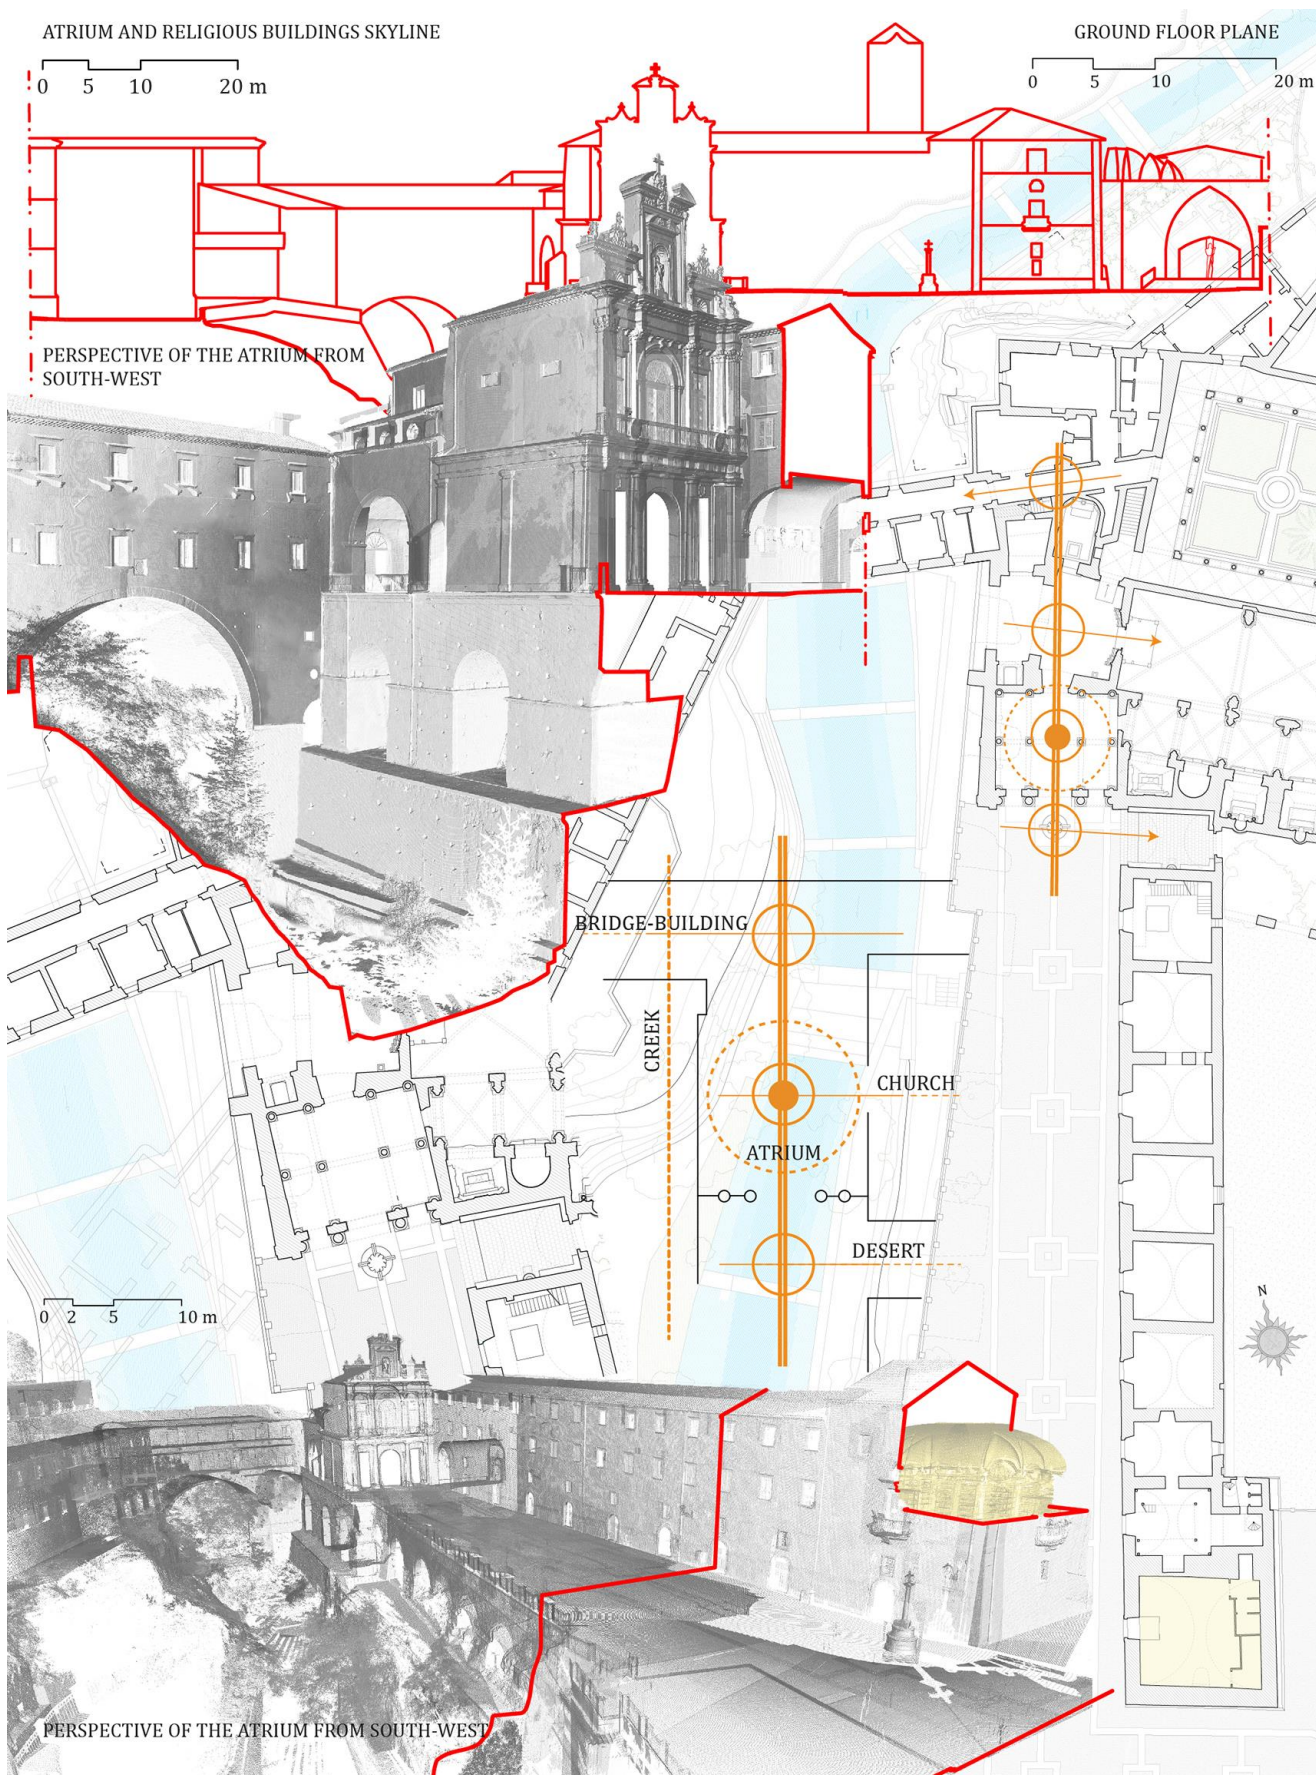 ATRIUM AND RELIGIOUS BUILDINGS SKYLINE
0 5 10 20 m
GROUND FLOOR PLANE
0 5 10 20 m
PERSPECTIVE OF THE ATRIUM FROM
SOUTH-WEST
BRIDGE-BUILDING
CREEK
CHURCH
ATRIUM
DESERT
N
0 2 5 10 m
PERSPECTIVE OF THE ATRIUM FROM SOUTH-WEST